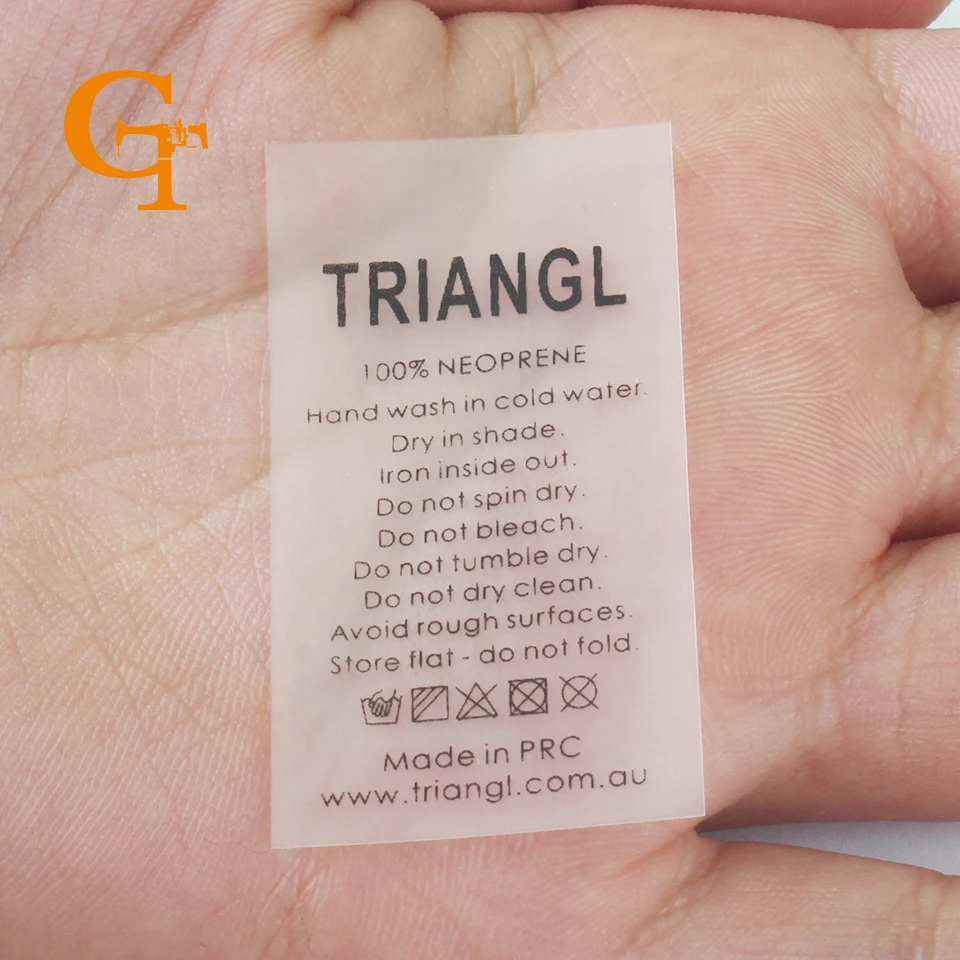 GI
TRIANGL
100% NEOPRENE
Hand wash in cold water.
Dry in shade.
Iron inside out.
Do not spin dry.
Do not bleach.
Do not tumble dry.
Do not dry clean.
Avoid rough surfaces.
Store flat - do not fold.
Made in PRC
www.triangl.com.au